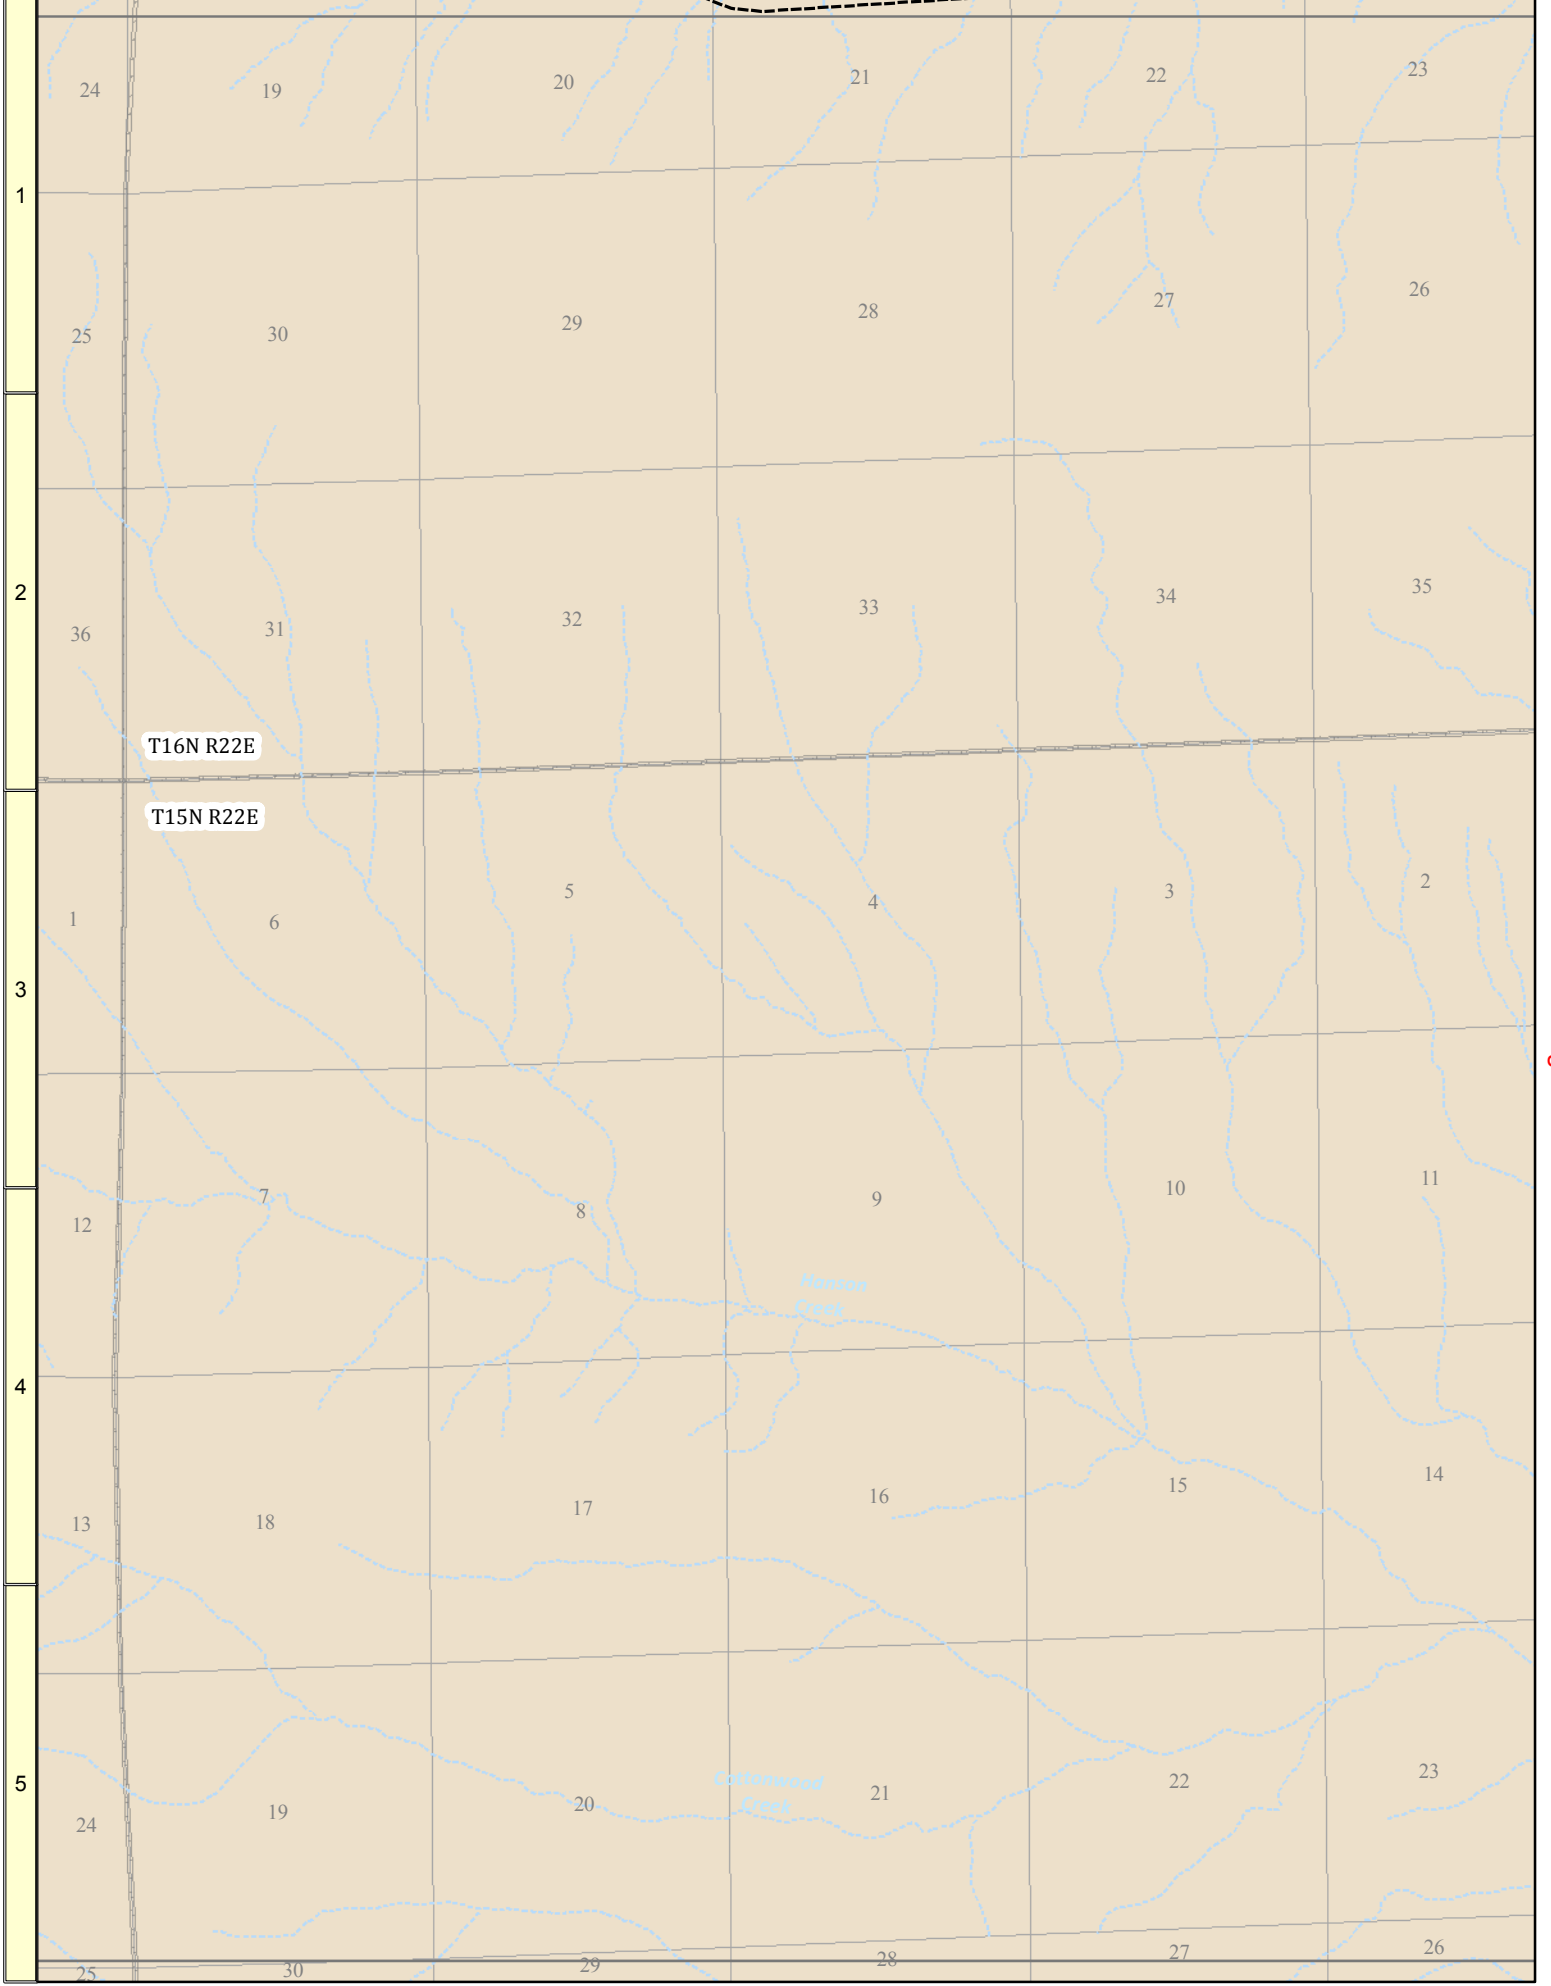 24 19 20 21 22 23
1
25 30 29 28 27 26
2
36 31 32 33 34 35
T16N R22E
T15N R22E
1 6 5 4 3 2
3
12 7 8 9 10 11
Hanson
Creek
4
13 18 17 16 15 14
5
24 19 20 21 22 23
Cottonwood
Creek
25 30 29 28 27 26